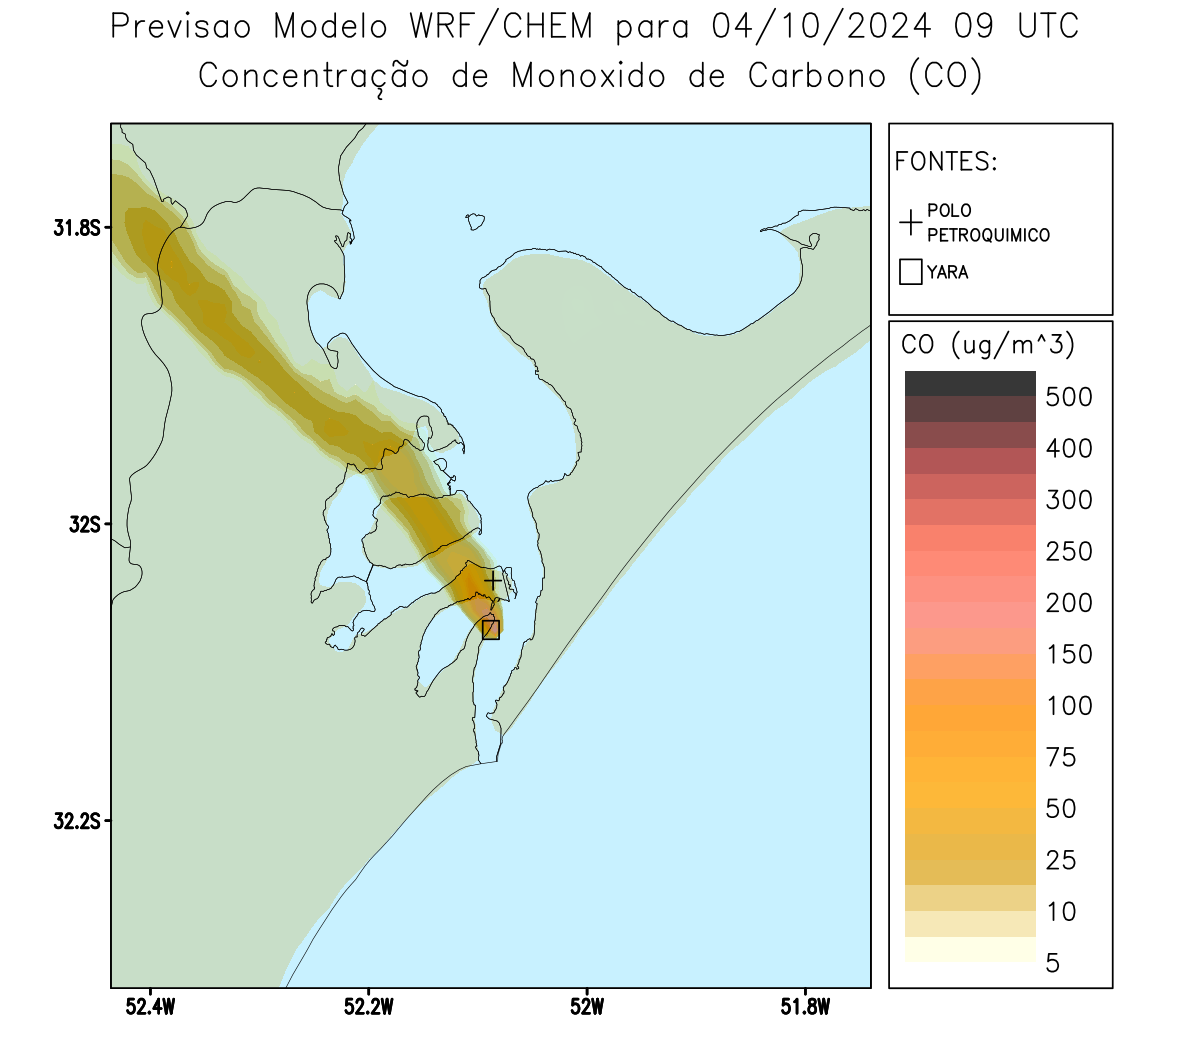 Previsao Modelo WRF/CHEM para 04/10/2024 09 UTC
Concentração de Monoxido de Carbono (CO)
FONTES:
POLO
PETROQUIMICO
YARA
CO (ug/m^3)
500
400
300
250
200
150
100
75
50
25
10
5
31.8S
32S
32.2S
52.4W
52.2W
52W
51.8W